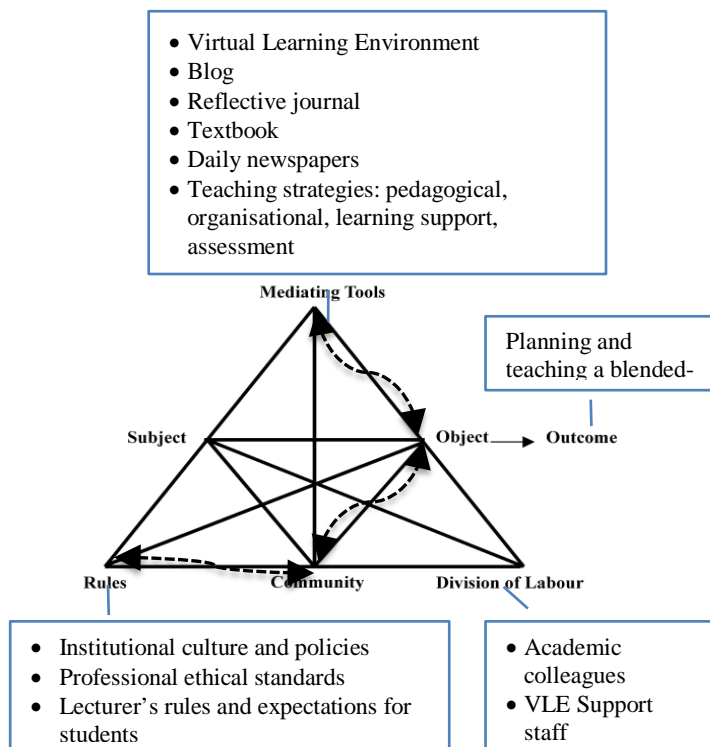 • Virtual Learning Environment
• Blog
• Reflective journal
• Textbook
• Daily newspapers
• Teaching strategies: pedagogical,
organisational, learning support,
assessment
Mediating Tools
Planning and
teaching a blended-
Subject
Object
Outcome
Rules
Community
Division of Labour
• Institutional culture and policies
• Professional ethical standards
• Lecturer’s rules and expectations for
students
• Academic
colleagues
• VLE Support
staff